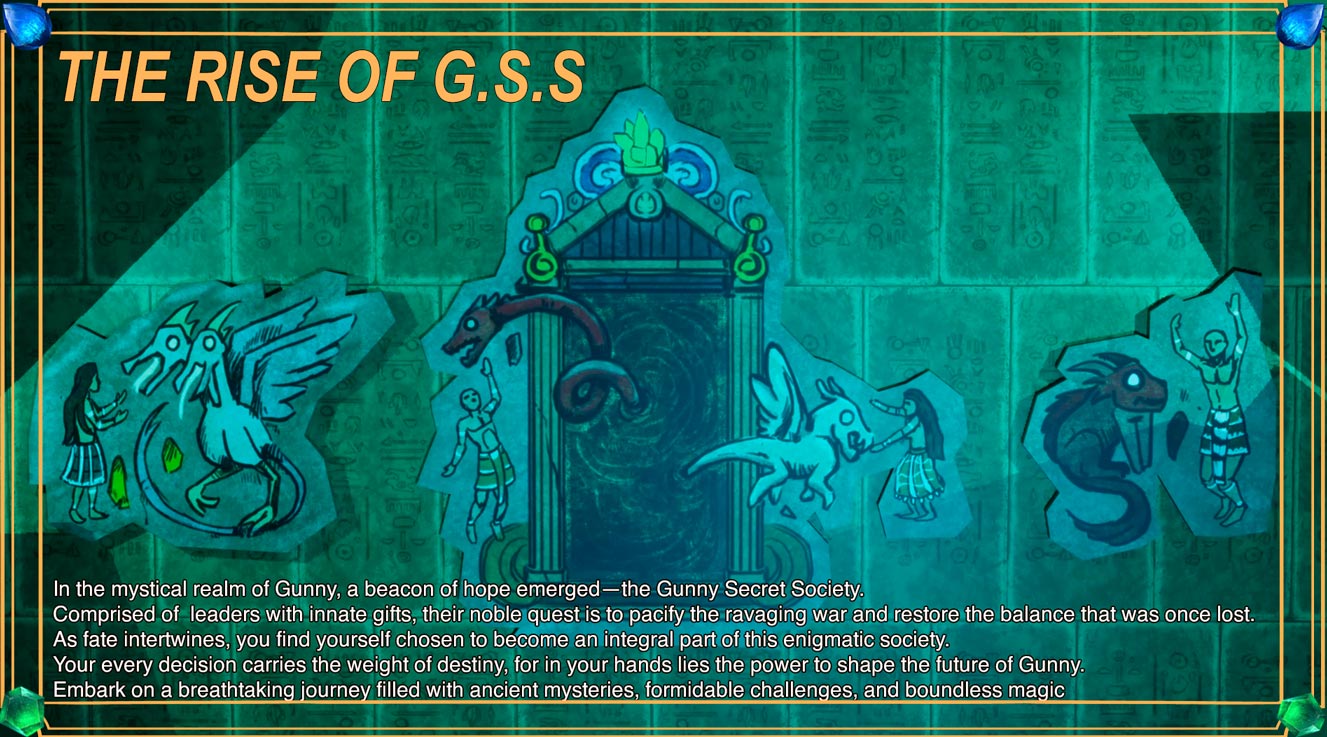 THE RISE OF G.S.S
In the mystical realm of Gunny, a beacon of hope emerged—the Gunny Secret Society.
Comprised of  leaders with innate gifts, their noble quest is to pacify the ravaging war and restore the balance that was once lost.
As fate intertwines, you find yourself chosen to become an integral part of this enigmatic society.
Your every decision carries the weight of destiny, for in your hands lies the power to shape the future of Gunny.
Embark on a breathtaking journey filled with ancient mysteries, formidable challenges, and boundless magic